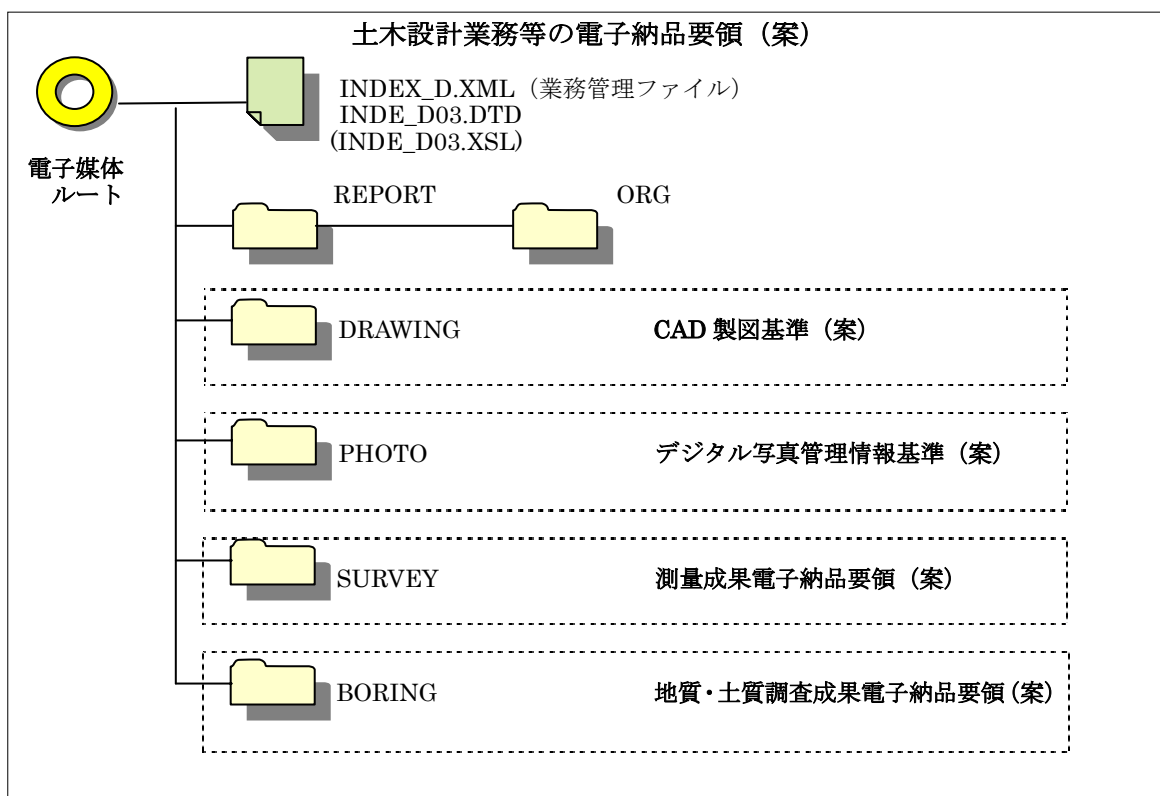 土木設計業務等の電子納品要領（案）
INDEX_D.XML（業務管理ファイル）
INDE_D03.DTD
(INDE_D03.XSL)
電子媒体
ルート
REPORT
ORG
DRAWING
CAD 製図基準（案）
PHOTO
デジタル写真管理情報基準（案）
SURVEY
測量成果電子納品要領（案）
BORING
地質・土質調査成果電子納品要領（案）